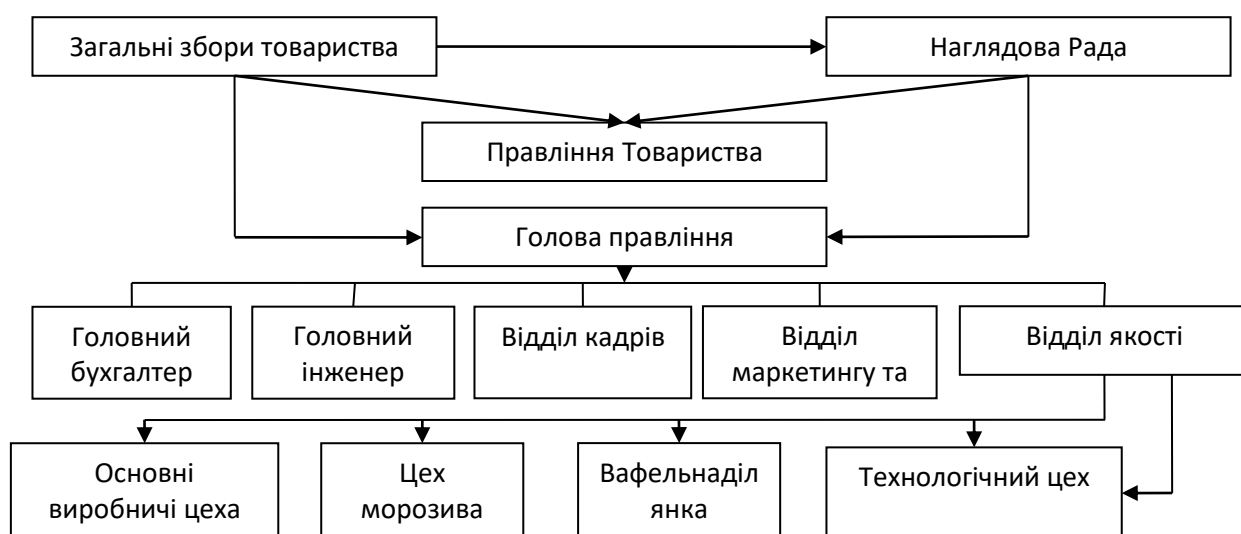 Загальні збори товариства
Наглядова Рада
Правління Товариства
Голова правління
Головний
бухгалтер
Головний
інженер
Відділ кадрів
Відділ
маркетингу та
Відділ якості
Основні
виробничі цеха
Цех
морозива
Вафельнаділ
янка
Технологічний цех